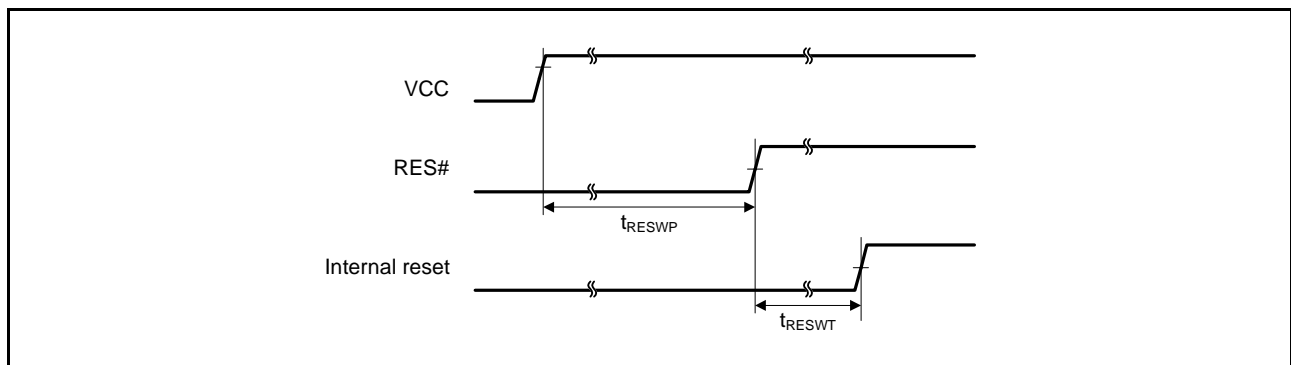 VCC
RES#
tRESWP
Internal reset
tRESWT